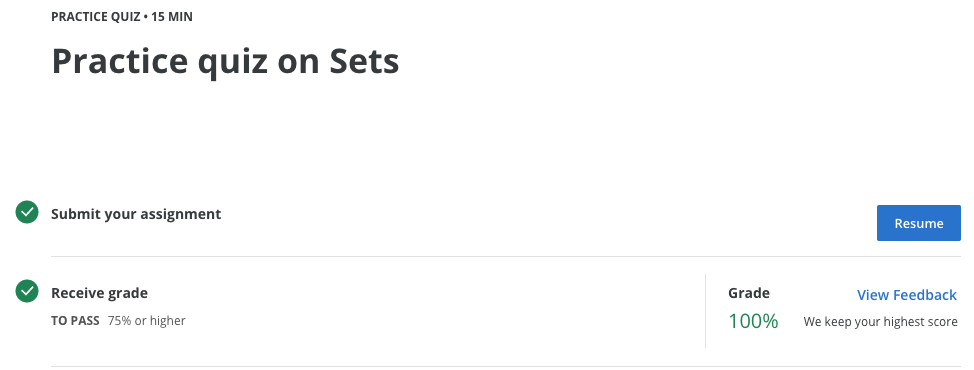 PRACTICE QUIZ • 15 MIN
Practice quiz on Sets
Submit your assignment
Resume
Receive grade
TO PASS 75% or higher
Grade
100%
View Feedback
We keep your highest score